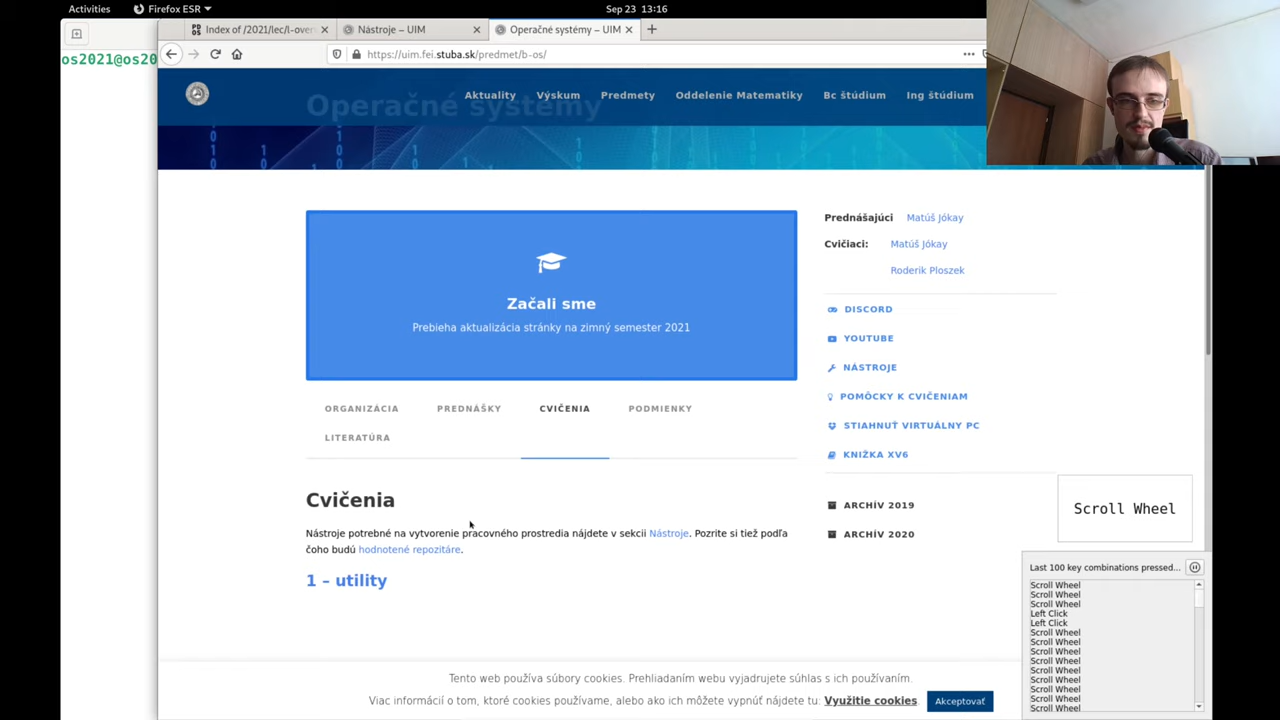 Activities
Firefox ESR
Sep 23 13:16
Index of /2021/lec/l-over
Nástroje – UIM
Operačné systémy – UIM
https://uim.fei.stuba.sk/predmet/b-os/
os2021@os20
Operačné systémy
Aktuality
Výskum
Predmety
Oddelenie Matematiky
Bc štúdium
Ing štúdium
Začali sme
Prebieha aktualizácia stránky na zimný semester 2021
ORGANIZÁCIA
PREDNÁŠKY
CVIČENIA
PODMIENKY
LITERATÚRA
Cvičenia
Nástroje potrebné na vytvorenie pracovného prostredia nájdete v sekcii Nástroje. Pozrite si tiež podľa
čoho budú hodnotené repozitáre.
1 – utility
Prednášajúci Matúš Jókay
Cvičiaci: Matúš Jókay
Roderik Ploszek
DISCORD
YOUTUBE
NÁSTROJE
POMÔCKY K CVIČENIAM
STIAHNUŤ VIRTUÁLNY PC
KNIŽKA XV6
ARCHÍV 2019
ARCHÍV 2020
Scroll Wheel
Last 100 key combinations pressed...
Scroll Wheel
Scroll Wheel
Scroll Wheel
Left Click
Left Click
Scroll Wheel
Scroll Wheel
Scroll Wheel
Scroll Wheel
Scroll Wheel
Scroll Wheel
Scroll Wheel
Scroll Wheel
Scroll Wheel
Tento web používa súbory cookies. Prehliadaním webu vyjadrujete súhlas s ich používaním.
Viac informácií o tom, ktoré cookies používame, alebo ako ich môžete vypnúť nájdete tu: Využitie cookies
Akceptovať